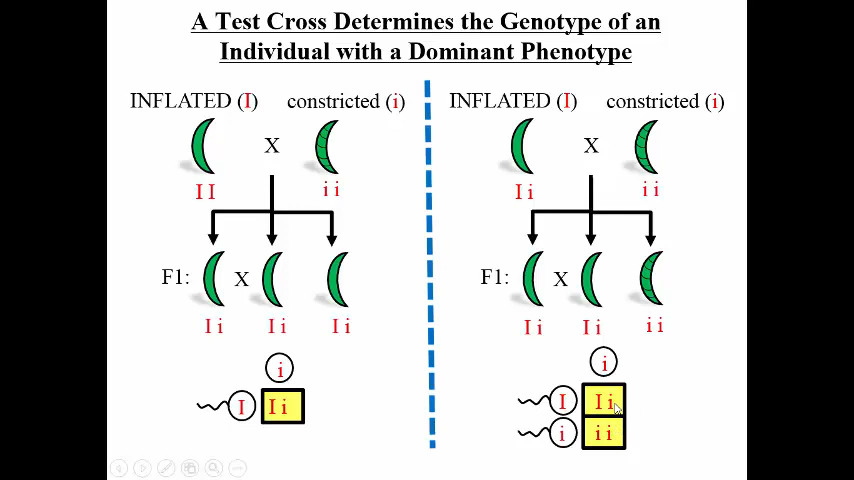 A Test Cross Determines the Genotype of an
Individual with a Dominant Phenotype
INFLATED (I) constricted (i)
X
I I i i
F1: X
I i I i I i
i
I I i
INFLATED (I) constricted (i)
X
I i i i
F1: X
I i I i i i
i
I I i
i i i